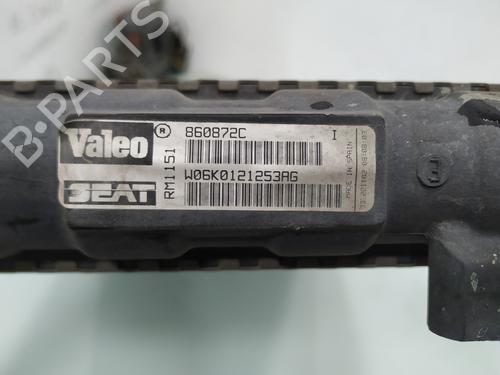 Valeo ® 860872C I
SEAT RM1151 W06K0121253AG
MADE IN SPAIN
B-PARTS